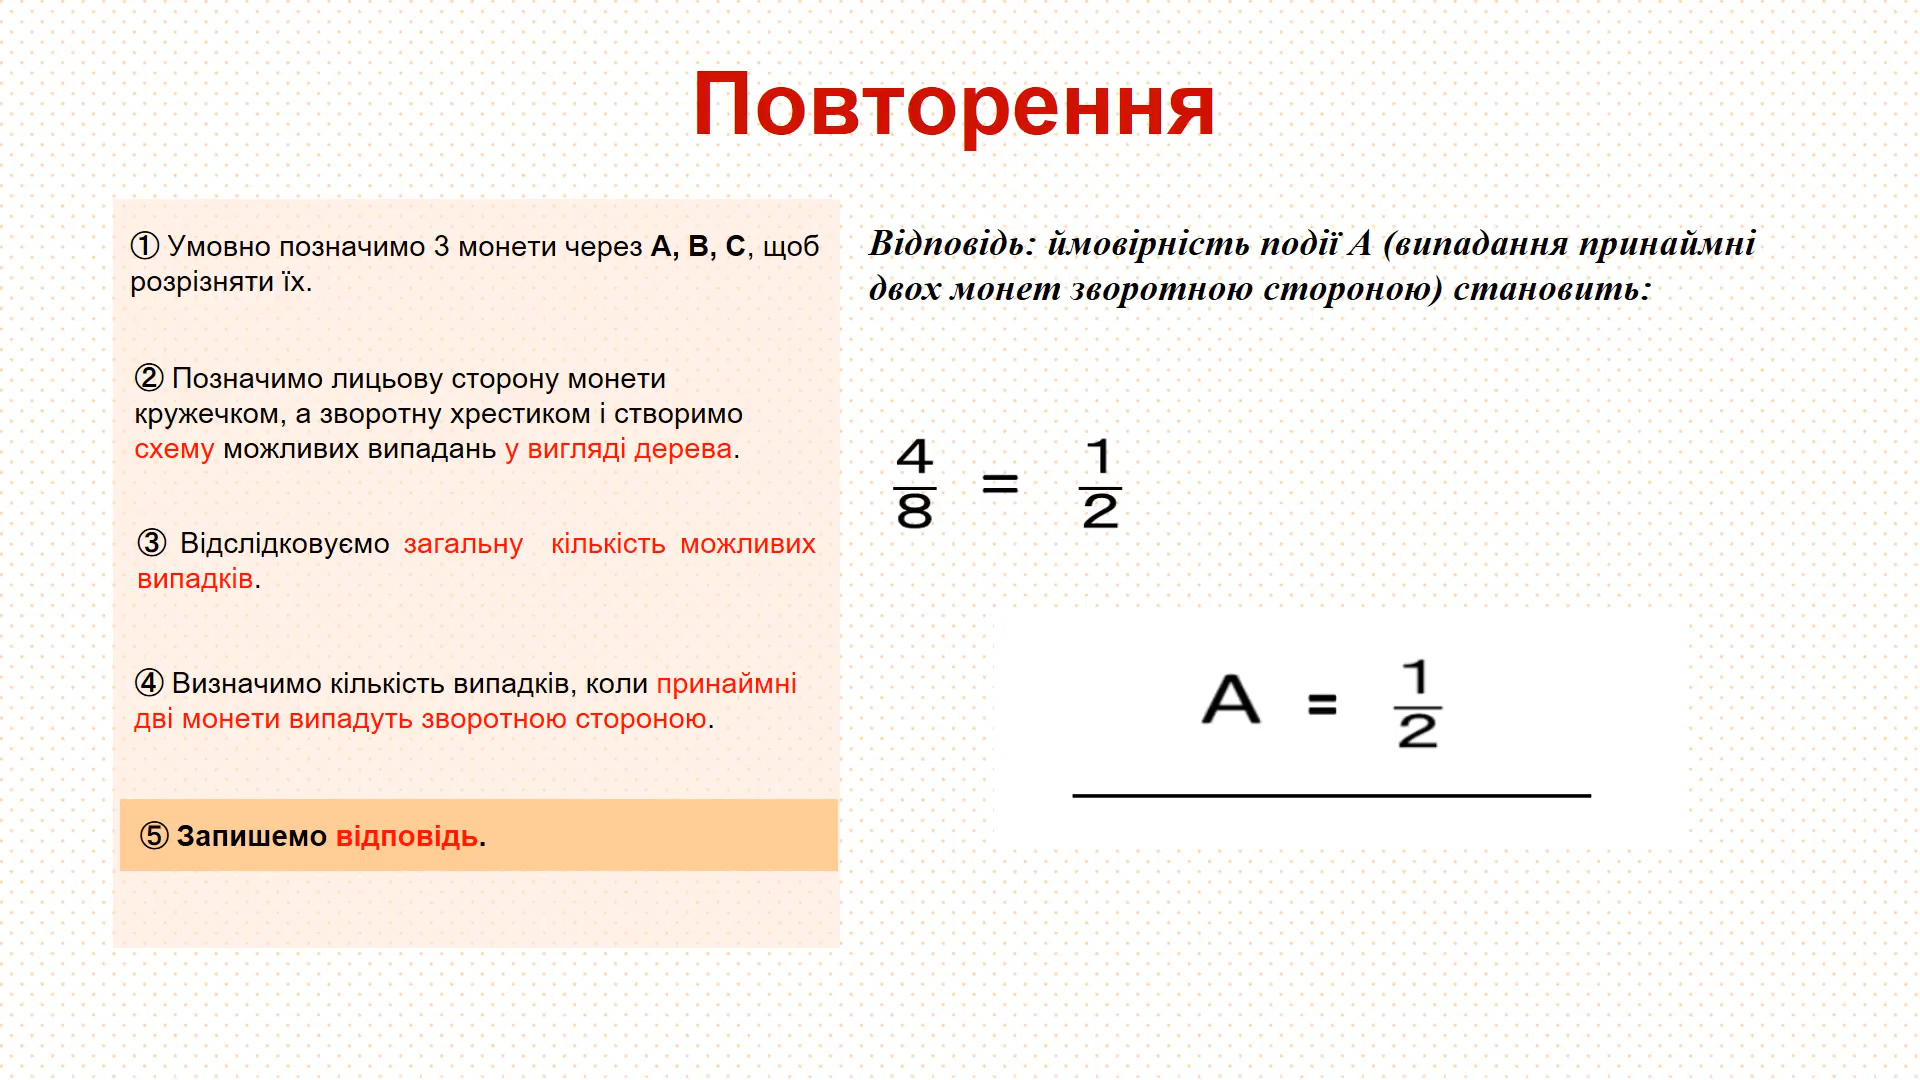 Повторення
① Умовно позначимо 3 монети через А, В, С, щоб
розрізняти їх.
② Позначимо лицьову сторону монети
кружечком, а зворотну хрестиком і створимо
схему можливих випадань у вигляді дерева.
③ Відслідковуємо загальну кількість можливих
випадків.
④ Визначимо кількість випадків, коли принаймні
дві монети випадуть зворотною стороною.
⑤ Запишемо відповідь.
Відповідь: ймовірність події А (випадання принаймні
двох монет зворотною стороною) становить:
4/8 = 1/2
A = 1/2